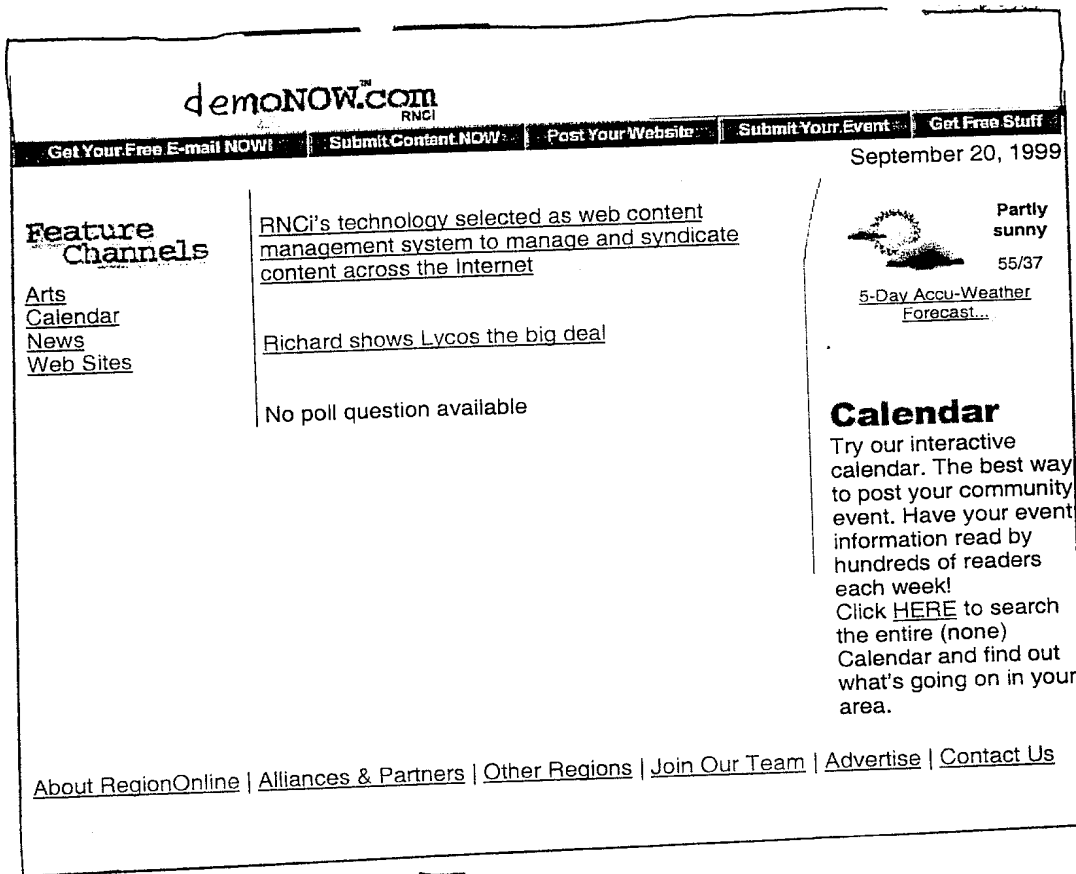 demoNOW.com™
RNCI
Get Your Free E-mail NOW!
Submit Content NOW
Post Your Website
Submit Your Event
Get Free Stuff
September 20, 1999
Feature
Channels
Arts
Calendar
News
Web Sites
RNCi's technology selected as web content
management system to manage and syndicate
content across the Internet
Richard shows Lycos the big deal
No poll question available
Partly
sunny
55/37
5-Day Accu-Weather
Forecast...
Calendar
Try our interactive
calendar. The best way
to post your community
event. Have your event
information read by
hundreds of readers
each week!
Click HERE to search
the entire (none)
Calendar and find out
what's going on in your
area.
About RegionOnline | Alliances & Partners | Other Regions | Join Our Team | Advertise | Contact Us